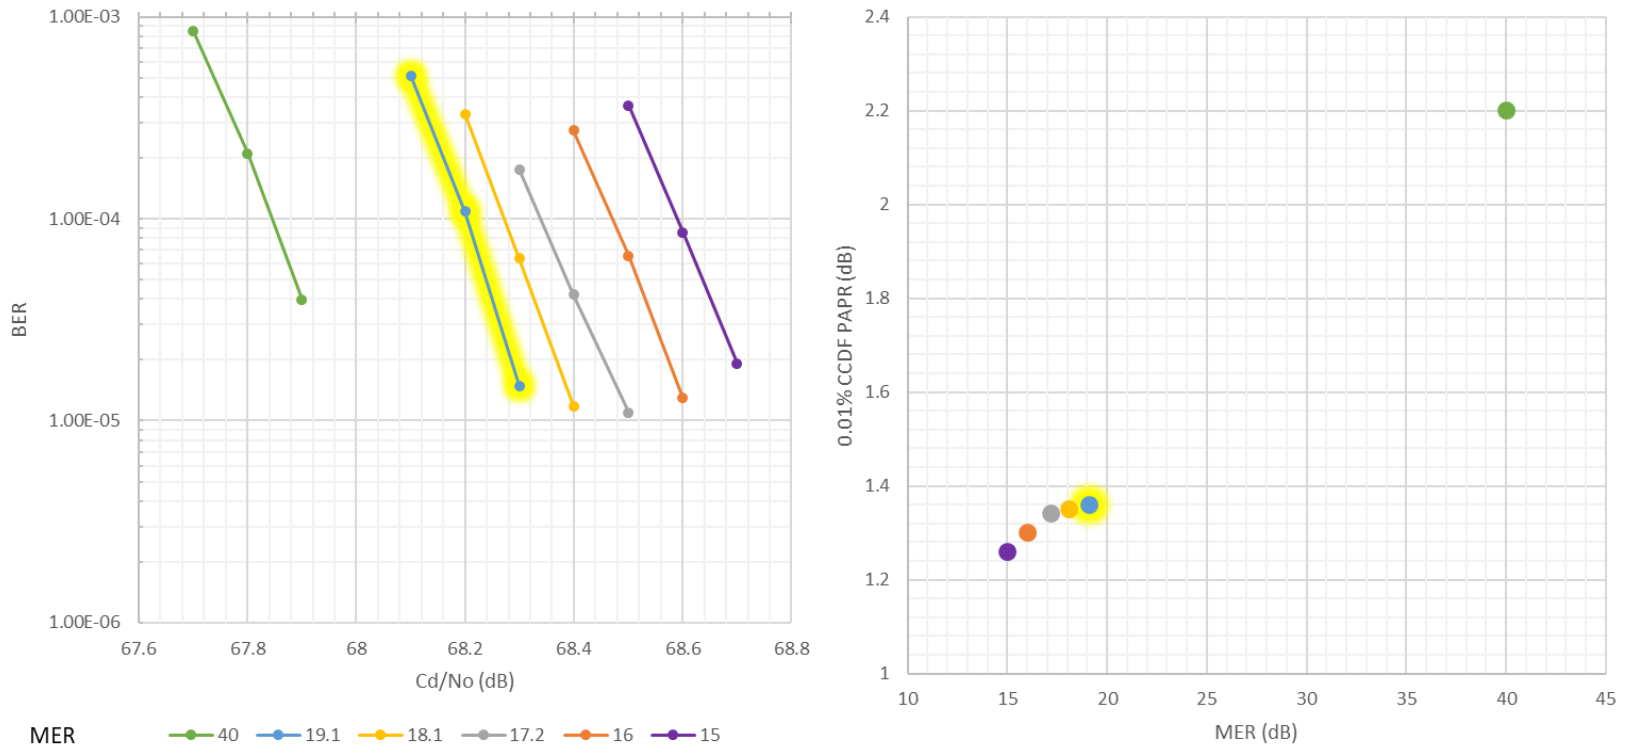 1.00E-03
1.00E-04
1.00E-05
1.00E-06
BER
67.6 67.8 68 68.2 68.4 68.6 68.8
Cd/No (dB)
MER 40 19.1 18.1 17.2 16 15
2.4
2.2
2
1.8
1.6
1.4
1.2
1
0.01% CCDF PAPR (dB)
10 15 20 25 30 35 40 45
MER (dB)